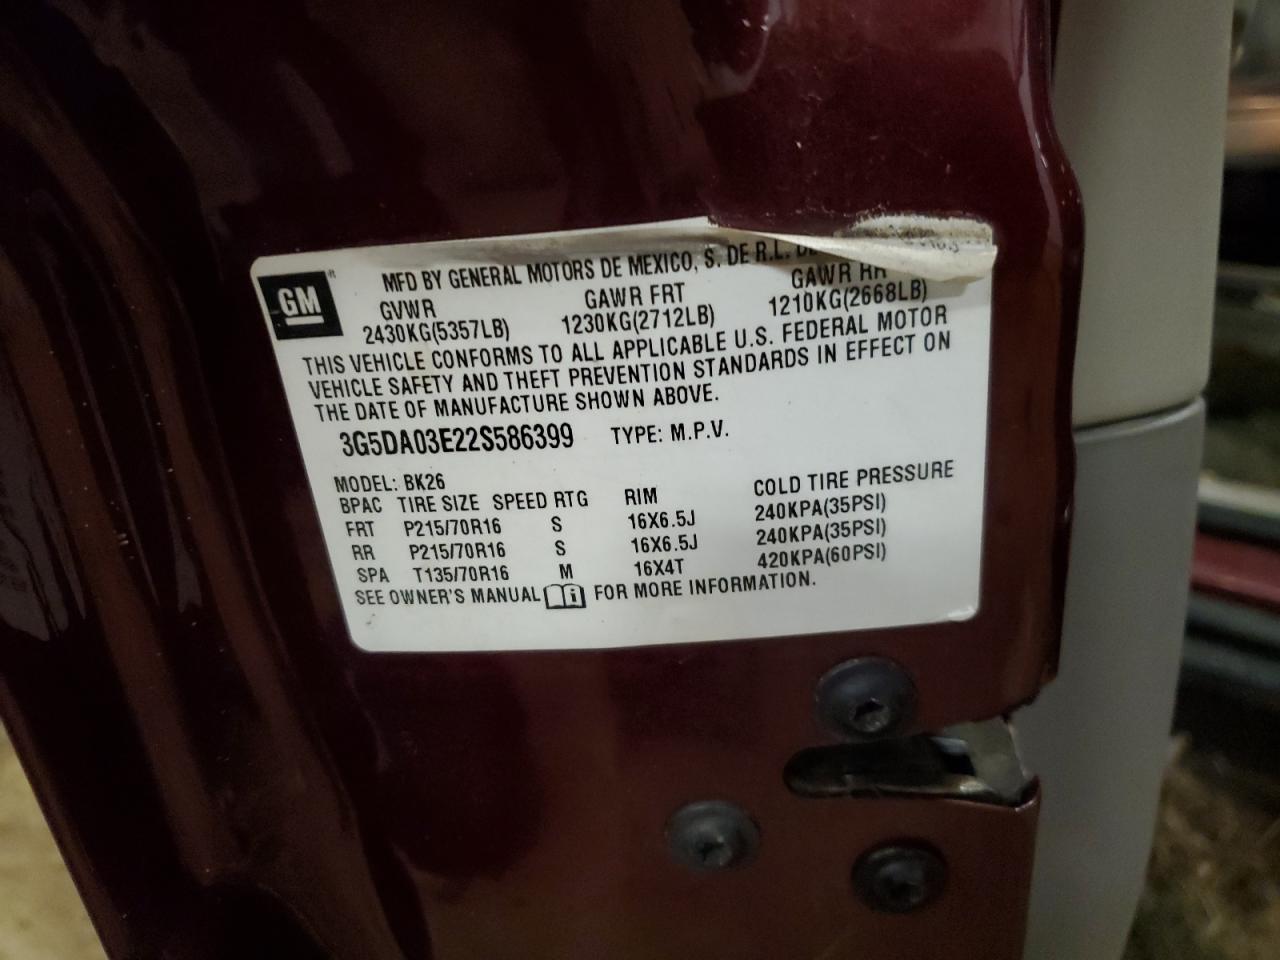 GM
MFD BY GENERAL MOTORS DE MEXICO, S. DE R.L.
GVWR GAWR FRT GAWR RR
2430KG(5357LB) 1230KG(2712LB) 1210KG(2668LB)
THIS VEHICLE CONFORMS TO ALL APPLICABLE U.S. FEDERAL MOTOR
VEHICLE SAFETY AND THEFT PREVENTION STANDARDS IN EFFECT ON
THE DATE OF MANUFACTURE SHOWN ABOVE.
3G5DA03E22S586399 TYPE: M.P.V.
MODEL: BK26
BPAC TIRE SIZE SPEED RTG RIM COLD TIRE PRESSURE
FRT P215/70R16 S 16X6.5J 240KPA(35PSI)
RR P215/70R16 S 16X6.5J 240KPA(35PSI)
SPA T135/70R16 M 16X4T 420KPA(60PSI)
SEE OWNER'S MANUAL FOR MORE INFORMATION.